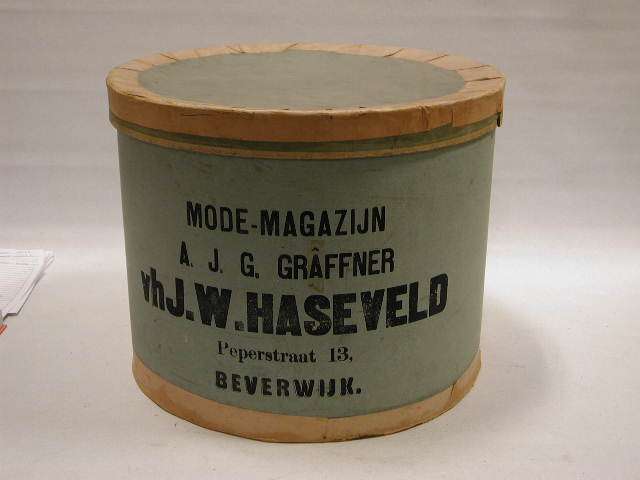 MODE-MAGAZIJN
A. J. G. GRÄFFNER
vhJ.W.HASEVELD
Peperstraat 13,
BEVERWIJK.